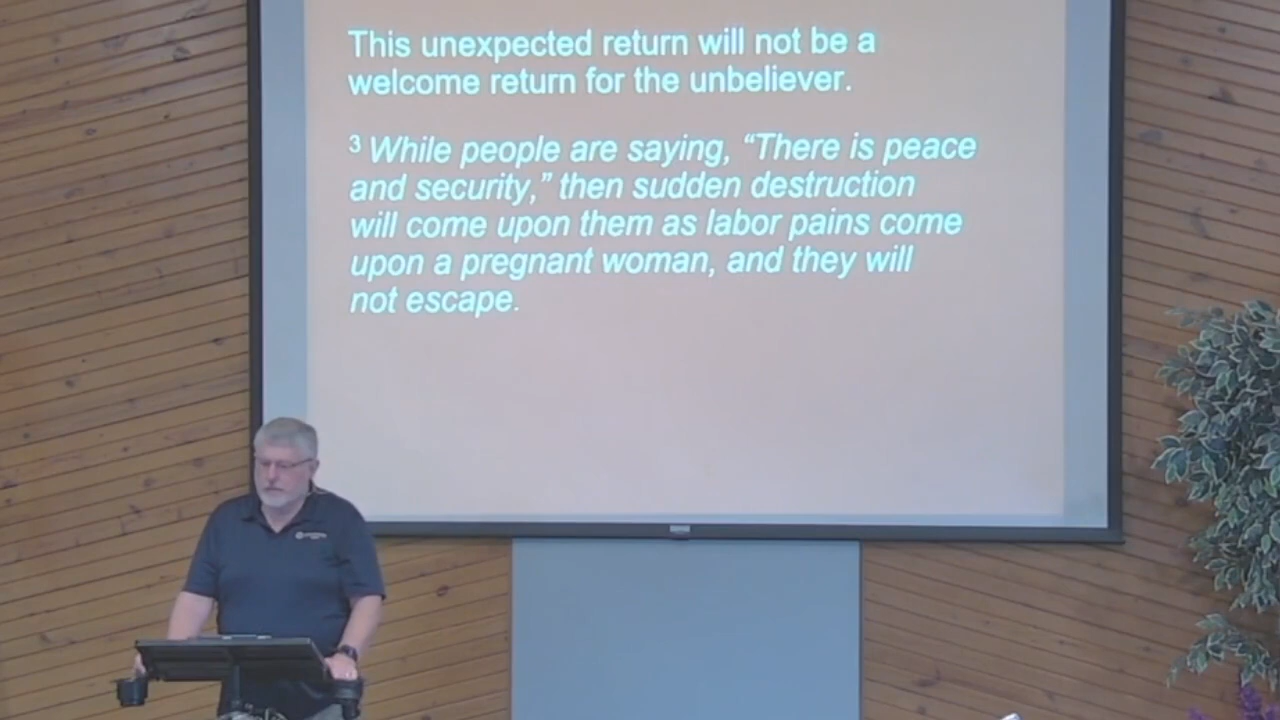 This unexpected return will not be a
welcome return for the unbeliever.
3 While people are saying, “There is peace
and security,” then sudden destruction
will come upon them as labor pains come
upon a pregnant woman, and they will
not escape.